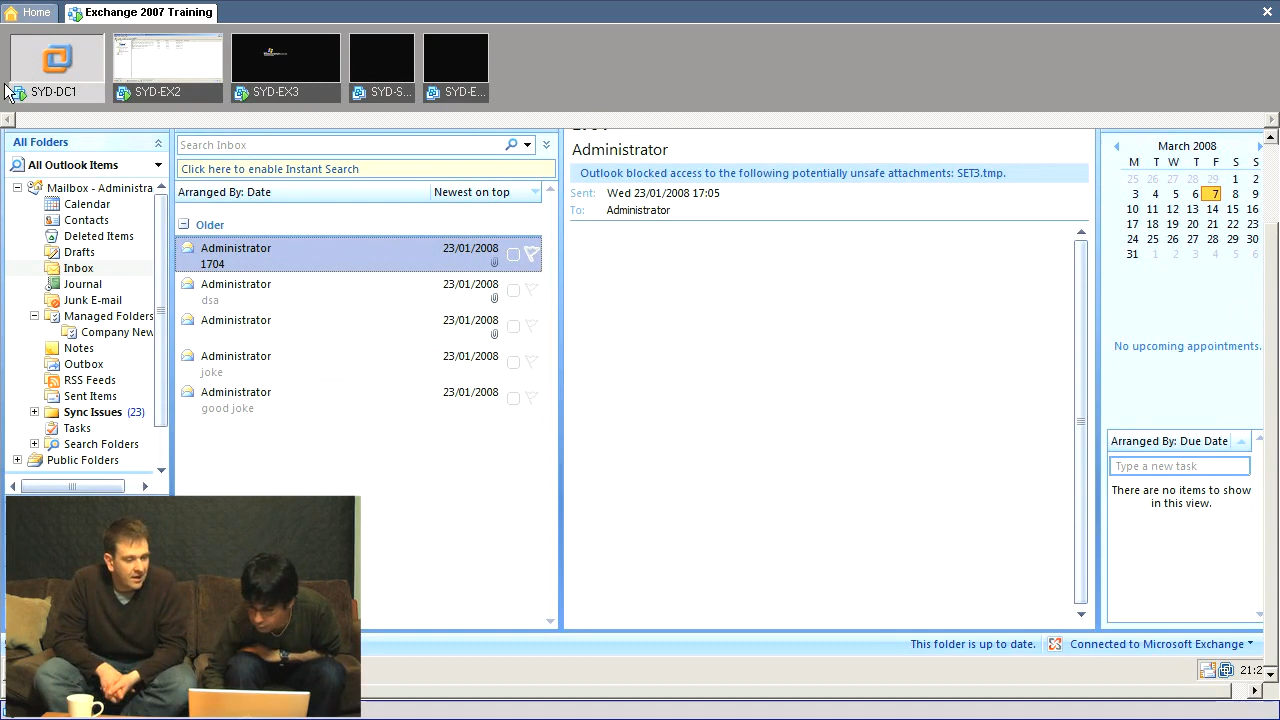 Home
Exchange 2007 Training
SYD-DC1
SYD-EX2
SYD-EX3
SYD-S...
SYD-E...
All Folders
All Outlook Items
Mailbox - Administra
Calendar
Contacts
Deleted Items
Drafts
Inbox
Journal
Junk E-mail
Managed Folders
Company New
Notes
Outbox
RSS Feeds
Sent Items
Sync Issues (23)
Tasks
Search Folders
Public Folders
Search Inbox
Click here to enable Instant Search
Arranged By: Date Newest on top
Older
Administrator 23/01/2008
1704
Administrator 23/01/2008
dsa
Administrator 23/01/2008
Administrator 23/01/2008
joke
Administrator 23/01/2008
good joke
Administrator
Outlook blocked access to the following potentially unsafe attachments: SET3.tmp.
Sent: Wed 23/01/2008 17:05
To: Administrator
March 2008
M T W T F S S
25 26 27 28 29 1 2
3 4 5 6 7 8 9
10 11 12 13 14 15 16
17 18 19 20 21 22 23
24 25 26 27 28 29 30
31 1 2 3 4 5 6
No upcoming appointments.
Arranged By: Due Date
Type a new task
There are no items to show
in this view.
This folder is up to date.
Connected to Microsoft Exchange